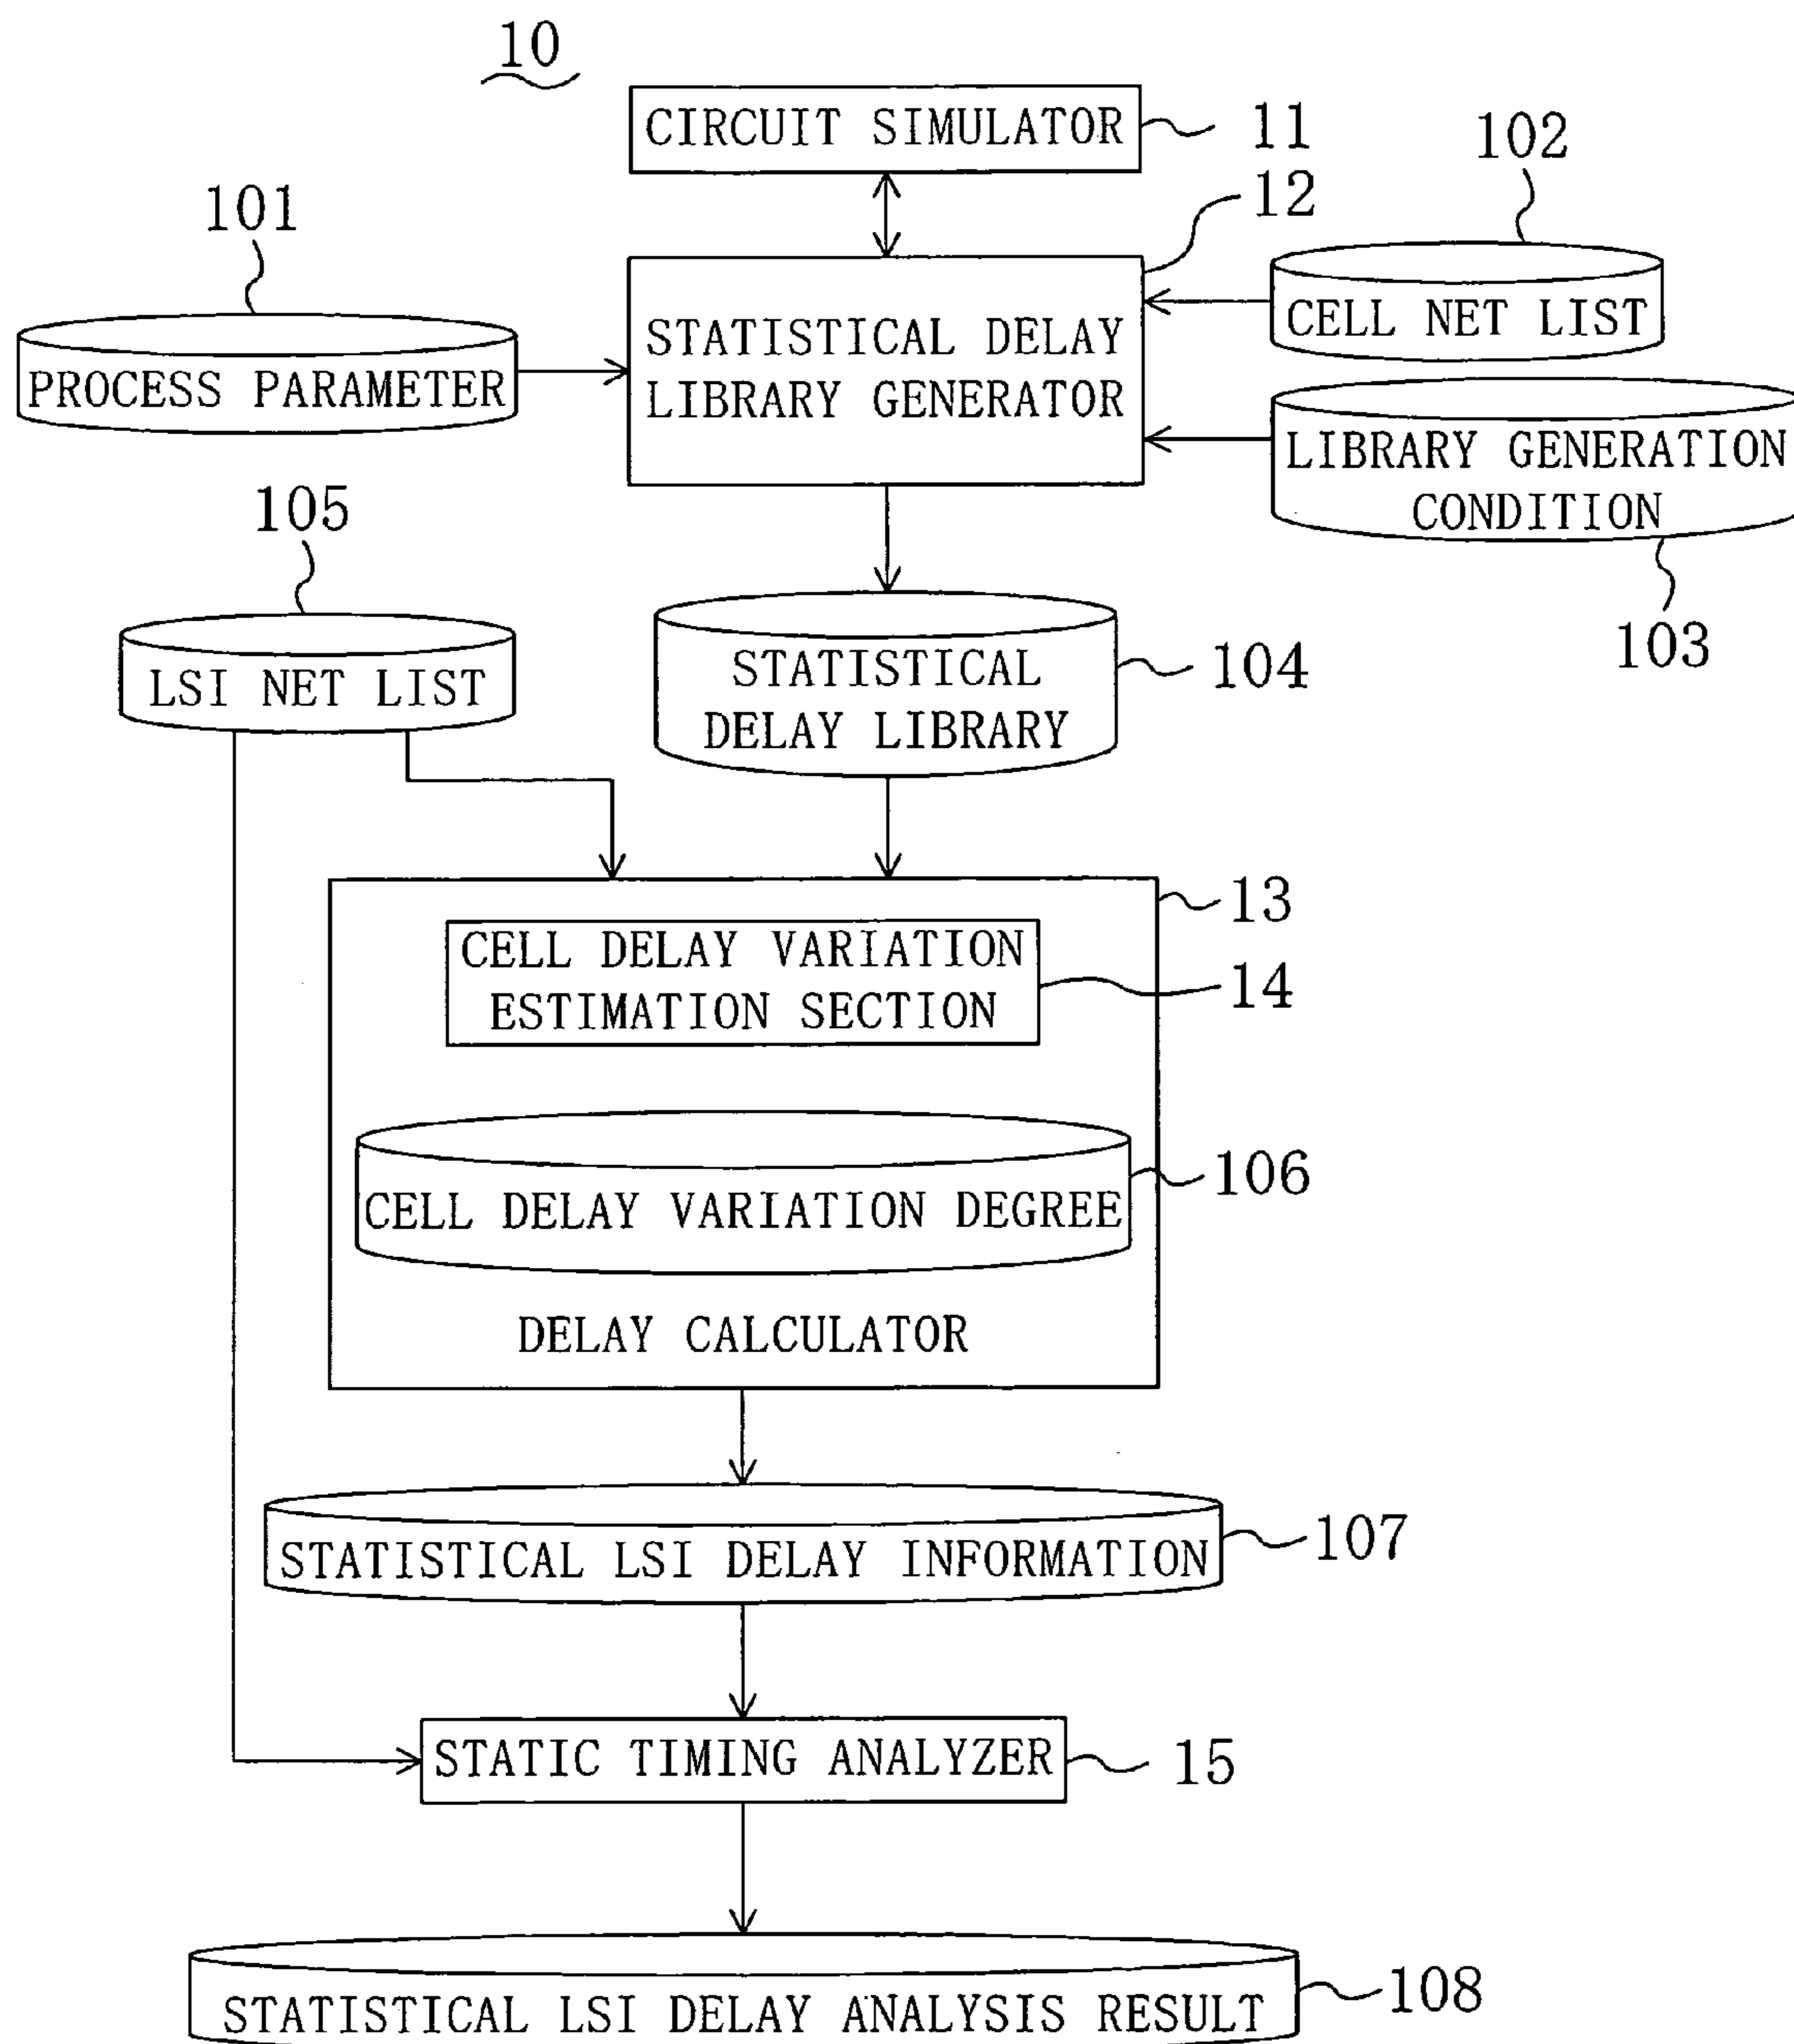 10
CIRCUIT SIMULATOR
11
102
12
101
CELL NET LIST
STATISTICAL DELAY
LIBRARY GENERATOR
PROCESS PARAMETER
LIBRARY GENERATION
CONDITION
105
103
LSI NET LIST
STATISTICAL
DELAY LIBRARY
104
13
CELL DELAY VARIATION
ESTIMATION SECTION
14
106
CELL DELAY VARIATION DEGREE
DELAY CALCULATOR
107
STATISTICAL LSI DELAY INFORMATION
STATIC TIMING ANALYZER
15
108
STATISTICAL LSI DELAY ANALYSIS RESULT